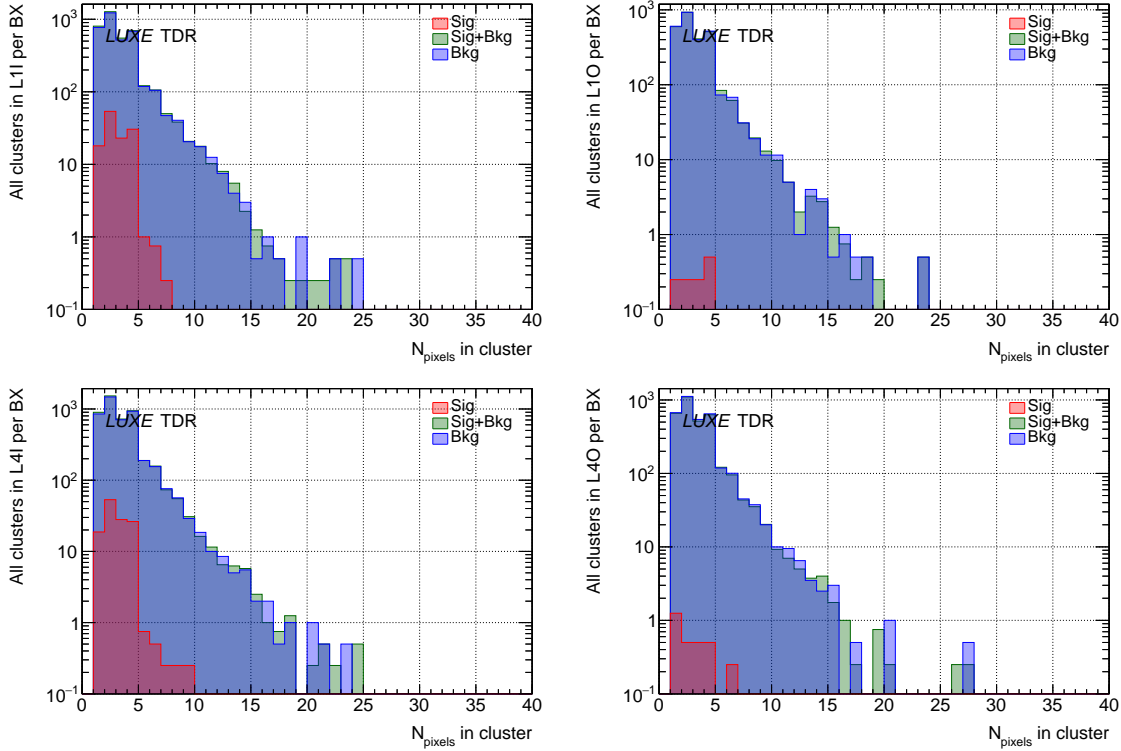 All clusters in L1I per BX
10³
10²
10
1
10⁻¹
LUXE TDR
Sig
Sig+Bkg
Bkg
0 5 10 15 20 25 30 35 40
N_pixels in cluster
All clusters in L1O per BX
10³
10²
10
1
10⁻¹
LUXE TDR
Sig
Sig+Bkg
Bkg
0 5 10 15 20 25 30 35 40
N_pixels in cluster
All clusters in L4I per BX
10³
10²
10
1
10⁻¹
LUXE TDR
Sig
Sig+Bkg
Bkg
0 5 10 15 20 25 30 35 40
N_pixels in cluster
All clusters in L4O per BX
10³
10²
10
1
10⁻¹
LUXE TDR
Sig
Sig+Bkg
Bkg
0 5 10 15 20 25 30 35 40
N_pixels in cluster